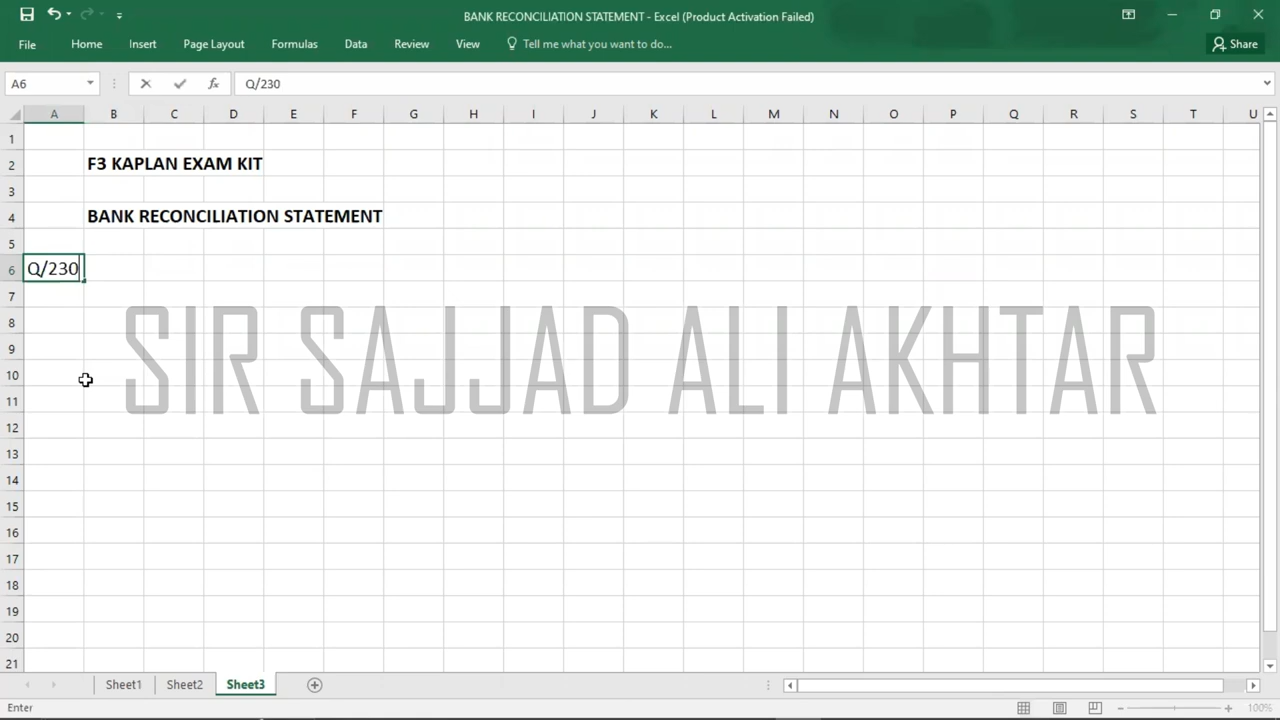 BANK RECONCILIATION STATEMENT - Excel (Product Activation Failed)
File Home Insert Page Layout Formulas Data Review View Tell me what you want to do... Share
A6 fx Q/230
A B C D E F G H I J K L M N O P Q R S T U
1
2 F3 KAPLAN EXAM KIT
3
4 BANK RECONCILIATION STATEMENT
5
6 Q/230
7
8
9
10
11
12
13
14
15
16
17
18
19
20
21
SIR SAJJAD ALI AKHTAR
Sheet1 Sheet2 Sheet3
Enter 100%